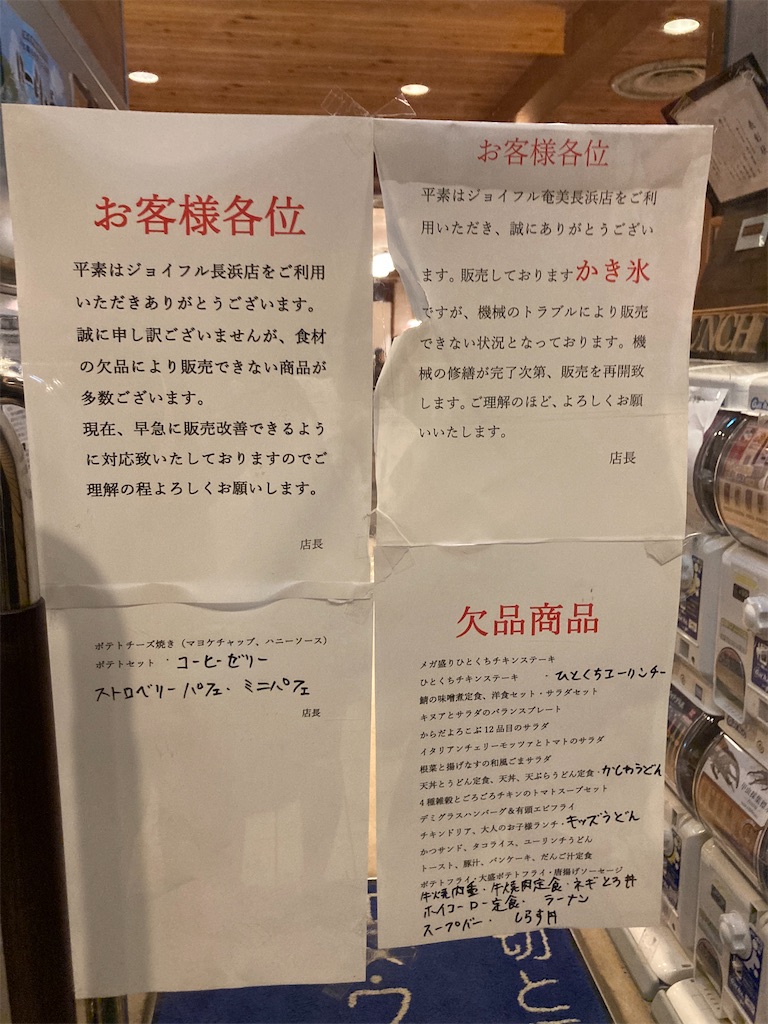 お客様各位
平素はジョイフル長浜店をご利用
いただきありがとうございます。
誠に申し訳ございませんが、食材
の欠品により販売できない商品が
多数ございます。
現在、早急に販売改善できるよう
に対応致いたしておりますのでご
理解の程よろしくお願いします。
店長
ポテトチーズ焼き（マヨケチャップ、ハニーソース）
ポテトセット ・コーヒーゼリー
ストロベリーパフェ・ミニパフェ
店長
お客様各位
平素はジョイフル奄美長浜店をご利
用いただき、誠にありがとうござい
ます。販売しておりますかき氷
ですが、機械のトラブルにより販売
できない状況となっております。機
械の修繕が完了次第、販売を再開致
します。ご理解のほど、よろしくお願
いいたします。
店長
欠品商品
メガ盛りひとくちチキンステーキ
ひとくちチキンステーキ ・ひとくちユーリンチー
鯖の味噌煮定食、洋食セット・サラダセット
キヌアとサラダのバランスプレート
からだよろこぶ12品目のサラダ
イタリアンチェリーモッツァとトマトのサラダ
根菜と揚げなすの和風ごまサラダ
天丼とうどん定食、天丼、天ぷらうどん定食・かしわうどん
4種雑穀とごろごろチキンのトマトスープセット
デミグラスハンバーグ＆有頭エビフライ
チキンドリア、大人のお子様ランチ・キッズうどん
かつサンド、タコライス、ユーリンチうどん
トースト、豚汁、パンケーキ、だんご汁定食
ポテトフライ・大盛ポテトフライ・唐揚げソーセージ
牛焼肉重・牛焼肉定食・ネギとろ丼
ホイコーロー定食・ラーメン
スープバー・しらす丼
UNCH
切と
ウ